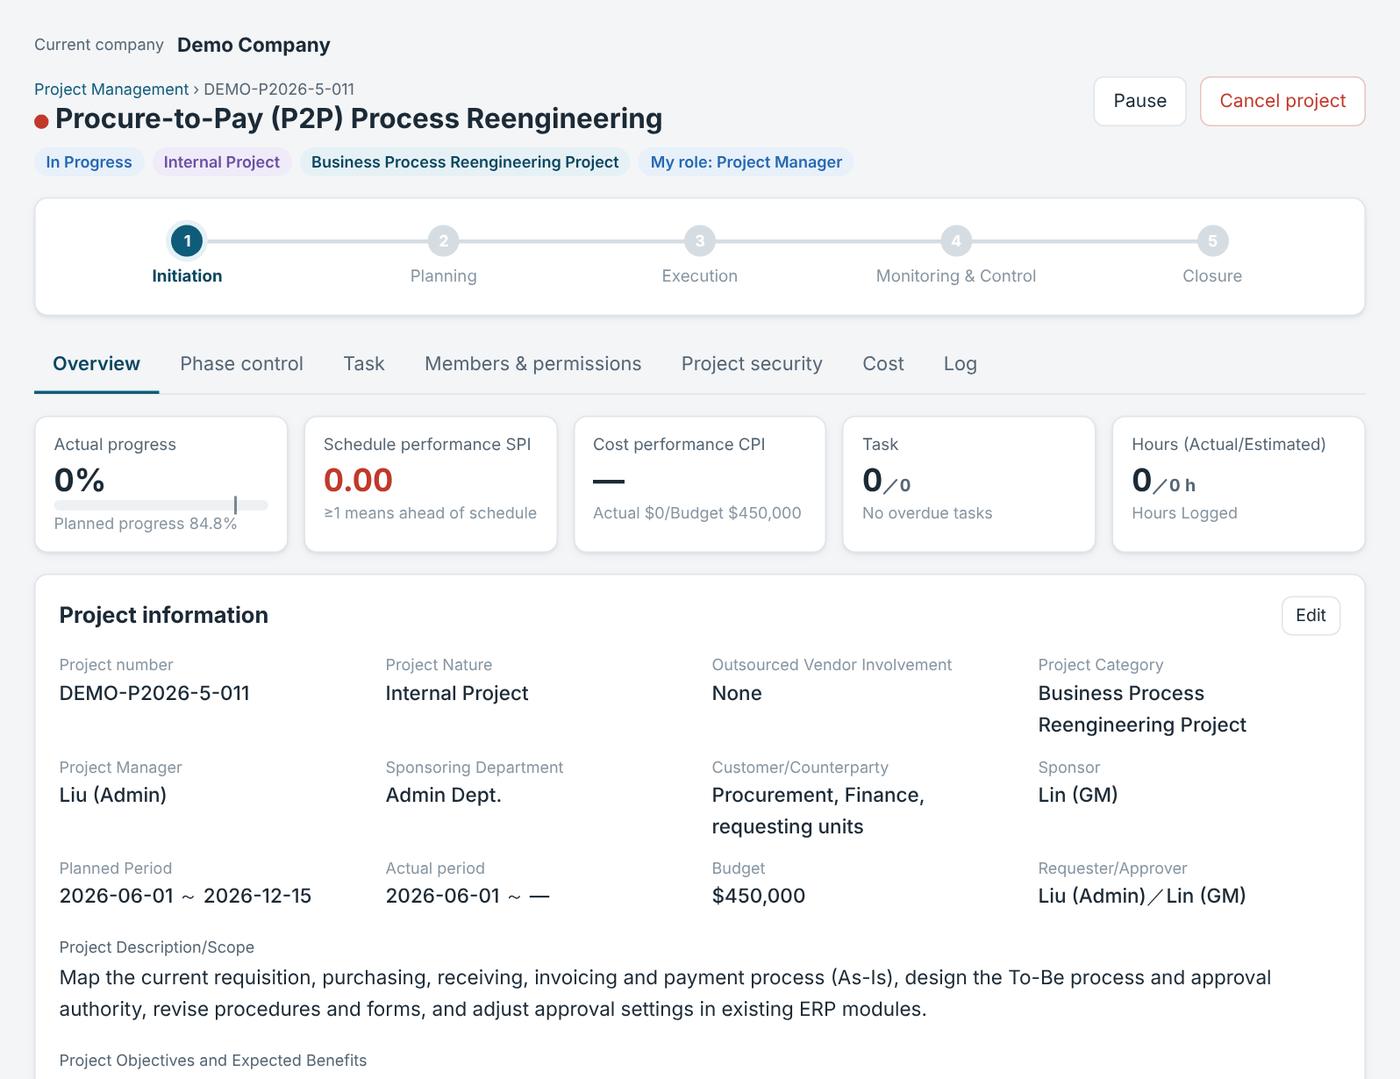 Current company Demo Company
Project Management › DEMO-P2026-5-011
Procure-to-Pay (P2P) Process Reengineering
Pause
Cancel project
In Progress
Internal Project
Business Process Reengineering Project
My role: Project Manager
1
2
3
4
5
Initiation
Planning
Execution
Monitoring & Control
Closure
Overview
Phase control
Task
Members & permissions
Project security
Cost
Log
Actual progress
0%
Planned progress 84.8%
Schedule performance SPI
0.00
≥1 means ahead of schedule
Cost performance CPI
—
Actual $0/Budget $450,000
Task
0／0
No overdue tasks
Hours (Actual/Estimated)
0／0 h
Hours Logged
Project information
Edit
Project number
DEMO-P2026-5-011
Project Nature
Internal Project
Outsourced Vendor Involvement
None
Project Category
Business Process
Reengineering Project
Project Manager
Liu (Admin)
Sponsoring Department
Admin Dept.
Customer/Counterparty
Procurement, Finance,
requesting units
Sponsor
Lin (GM)
Planned Period
2026-06-01 ～ 2026-12-15
Actual period
2026-06-01 ～ —
Budget
$450,000
Requester/Approver
Liu (Admin)／Lin (GM)
Project Description/Scope
Map the current requisition, purchasing, receiving, invoicing and payment process (As-Is), design the To-Be process and approval
authority, revise procedures and forms, and adjust approval settings in existing ERP modules.
Project Objectives and Expected Benefits